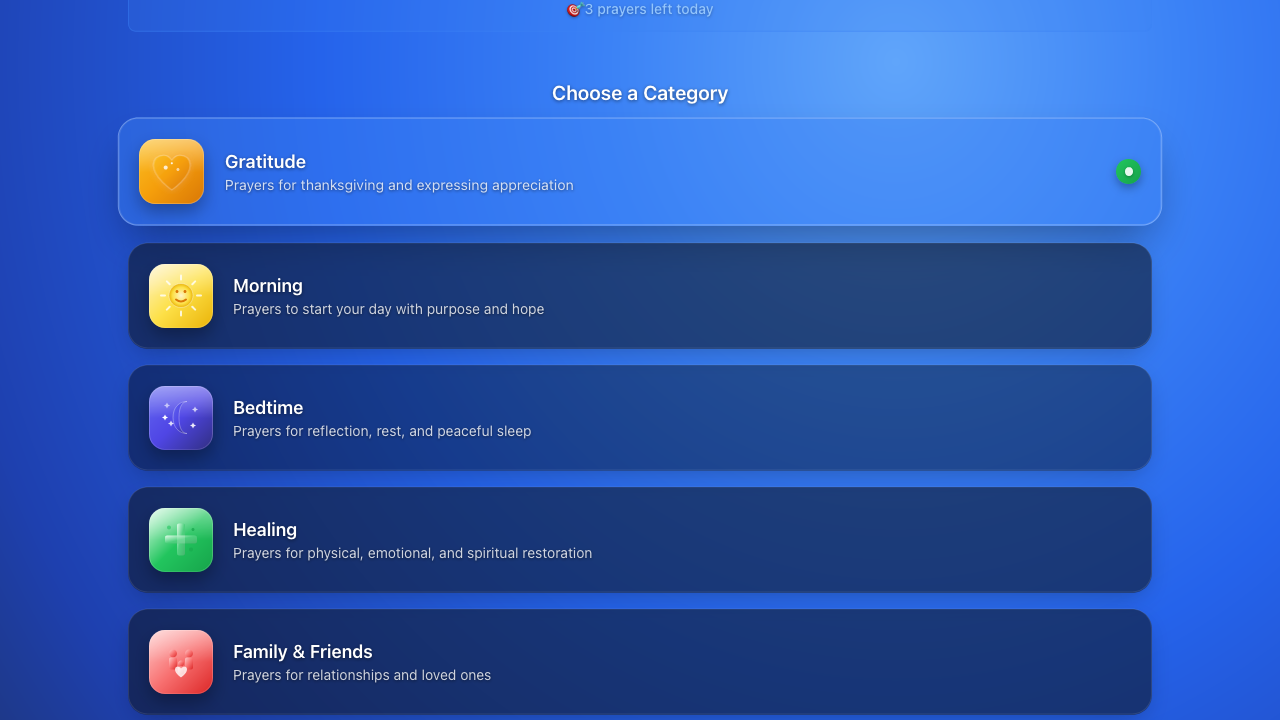 3 prayers left today
Choose a Category
Gratitude
Prayers for thanksgiving and expressing appreciation
Morning
Prayers to start your day with purpose and hope
Bedtime
Prayers for reflection, rest, and peaceful sleep
Healing
Prayers for physical, emotional, and spiritual restoration
Family & Friends
Prayers for relationships and loved ones